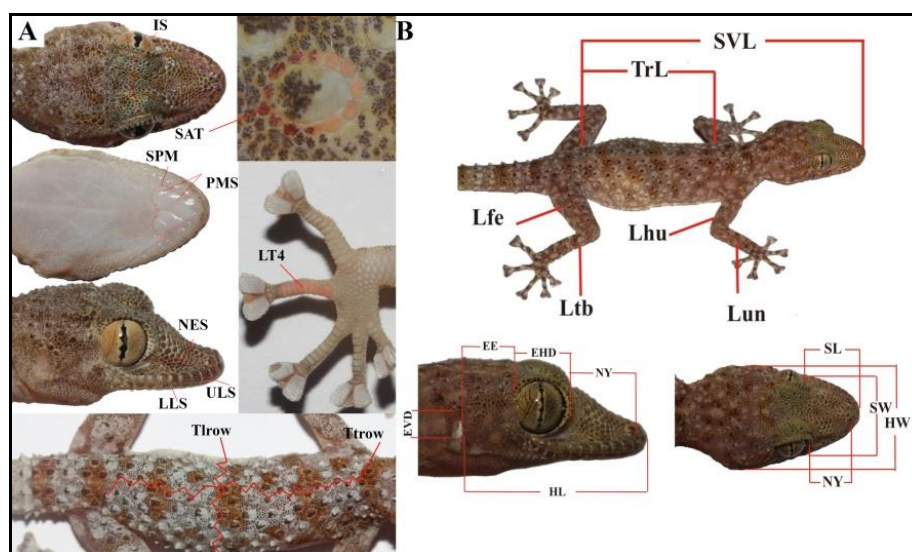 A
IS
SAT
SPM
PMS
LT4
NES
LLS
ULS
Tlrow
Ttrow
B
SVL
TrL
Lfe
Lhu
Ltb
Lun
EE
EHD
NY
EVD
HL
SL
SW
HW
NY